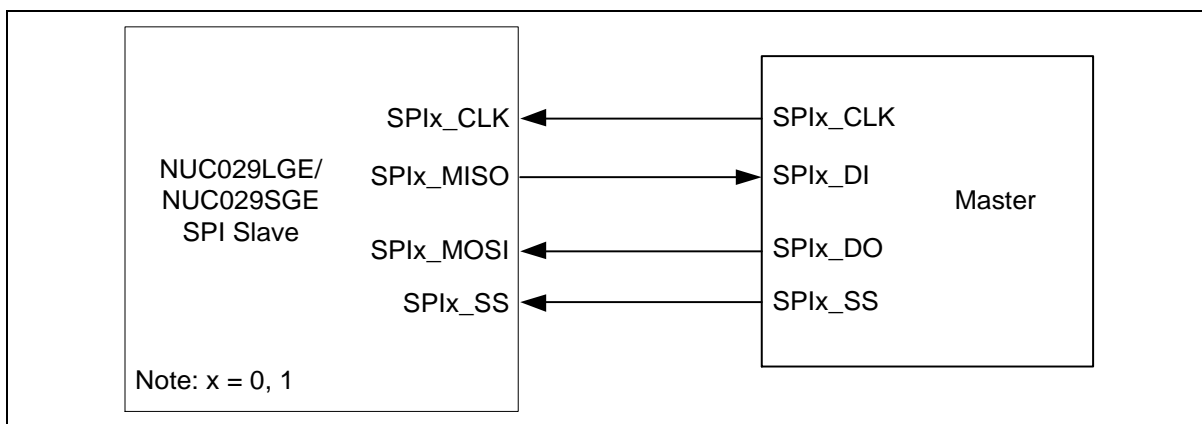 SPIx_CLK
SPIx_CLK
NUC029LGE/
NUC029SGE
SPI Slave
SPIx_MISO
SPIx_DI
Master
SPIx_MOSI
SPIx_DO
SPIx_SS
SPIx_SS
Note: x = 0, 1